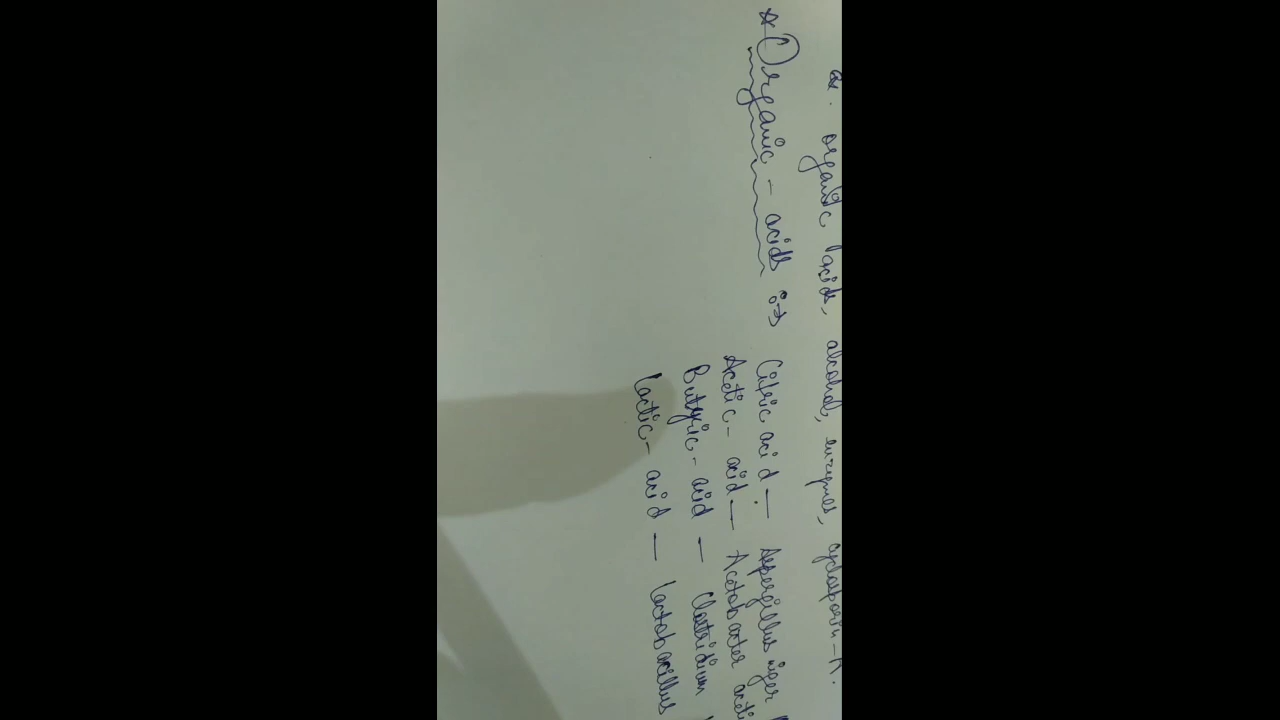 ex. organic acids, alcohol, enzymes, cyclosporin-A.
* Organic - acids :→ Citric acid — Aspergillus niger
Acetic - acid — Acetobacter aceti
Butyric - acid — Clostridium
lactic - acid — lactobacillus